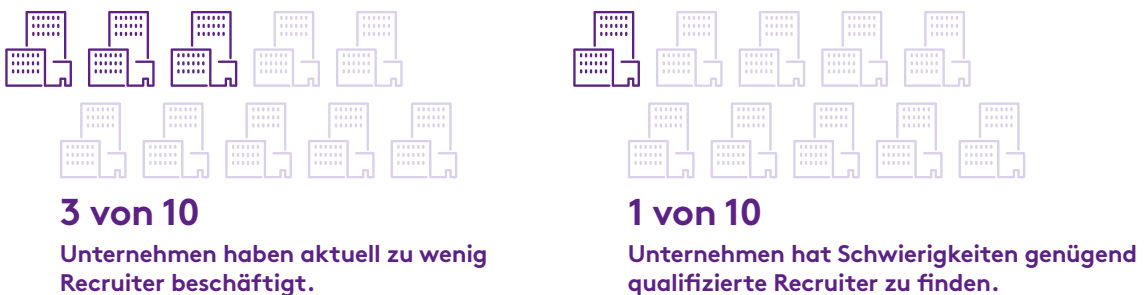 3 von 10
Unternehmen haben aktuell zu wenig
Recruiter beschäftigt.
1 von 10
Unternehmen hat Schwierigkeiten genügend
qualifizierte Recruiter zu finden.